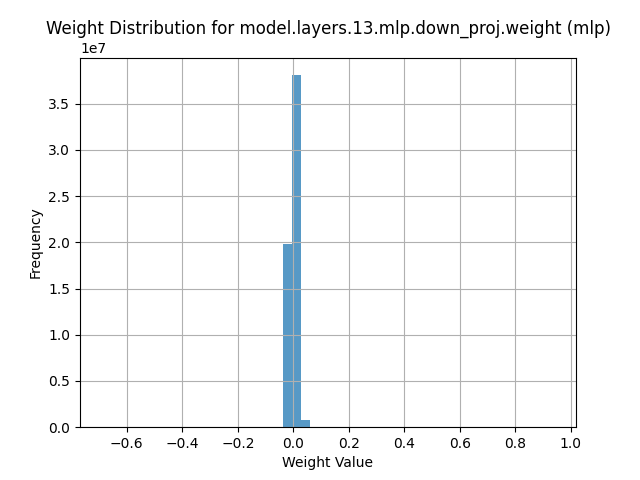 Weight Distribution for model.layers.13.mlp.down_proj.weight (mlp)
1e7
3.5
3.0
2.5
2.0
1.5
1.0
0.5
0.0
Frequency
−0.6 −0.4 −0.2 0.0 0.2 0.4 0.6 0.8 1.0
Weight Value